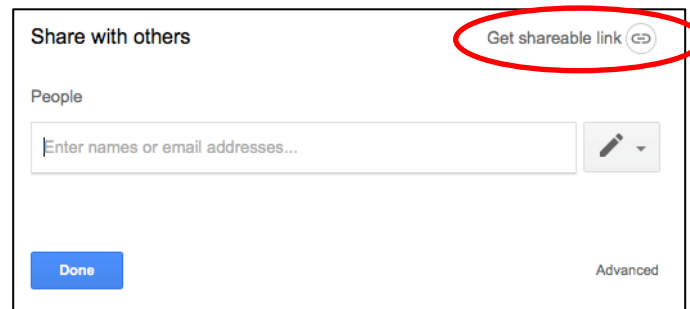 Share with others
Get shareable link
People
Enter names or email addresses...
Done
Advanced